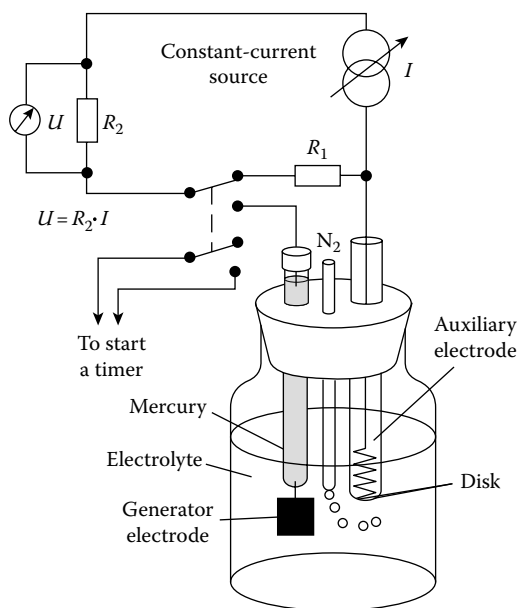 Constant-current
source
I
U
R₂
R₁
U = R₂·I
N₂
To start
a timer
Auxiliary
electrode
Mercury
Electrolyte
Disk
Generator
electrode